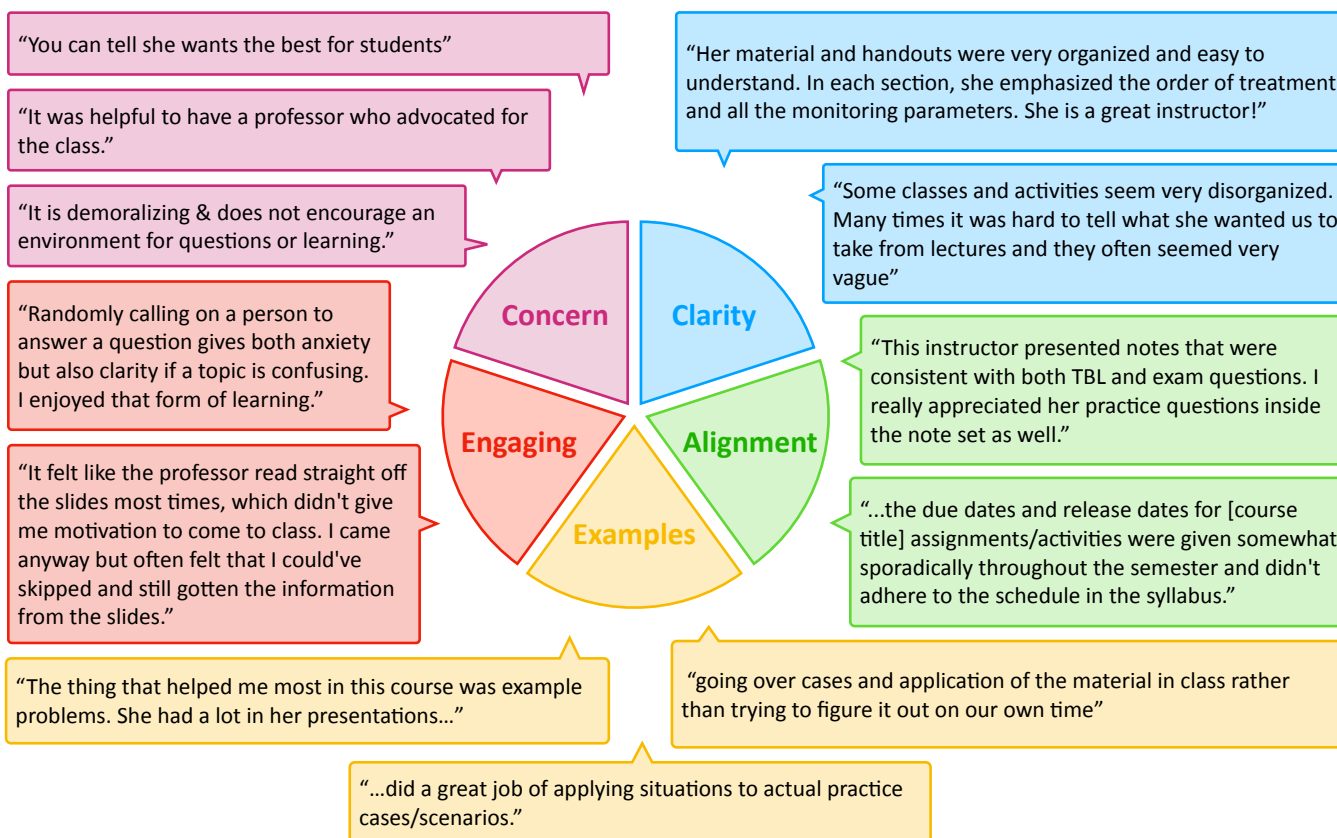 “You can tell she wants the best for students”
“It was helpful to have a professor who advocated for
the class.”
“It is demoralizing & does not encourage an
environment for questions or learning.”
“Randomly calling on a person to
answer a question gives both anxiety
but also clarity if a topic is confusing.
I enjoyed that form of learning.”
“It felt like the professor read straight off
the slides most times, which didn't give
me motivation to come to class. I came
anyway but often felt that I could've
skipped and still gotten the information
from the slides.”
“The thing that helped me most in this course was example
problems. She had a lot in her presentations…”
“Her material and handouts were very organized and easy to
understand. In each section, she emphasized the order of treatment
and all the monitoring parameters. She is a great instructor!”
“Some classes and activities seem very disorganized.
Many times it was hard to tell what she wanted us to
take from lectures and they often seemed very
vague”
“This instructor presented notes that were
consistent with both TBL and exam questions. I
really appreciated her practice questions inside
the note set as well.”
“...the due dates and release dates for [course
title] assignments/activities were given somewhat
sporadically throughout the semester and didn't
adhere to the schedule in the syllabus.”
“going over cases and application of the material in class rather
than trying to figure it out on our own time”
“...did a great job of applying situations to actual practice
cases/scenarios.”
Concern
Clarity
Engaging
Alignment
Examples